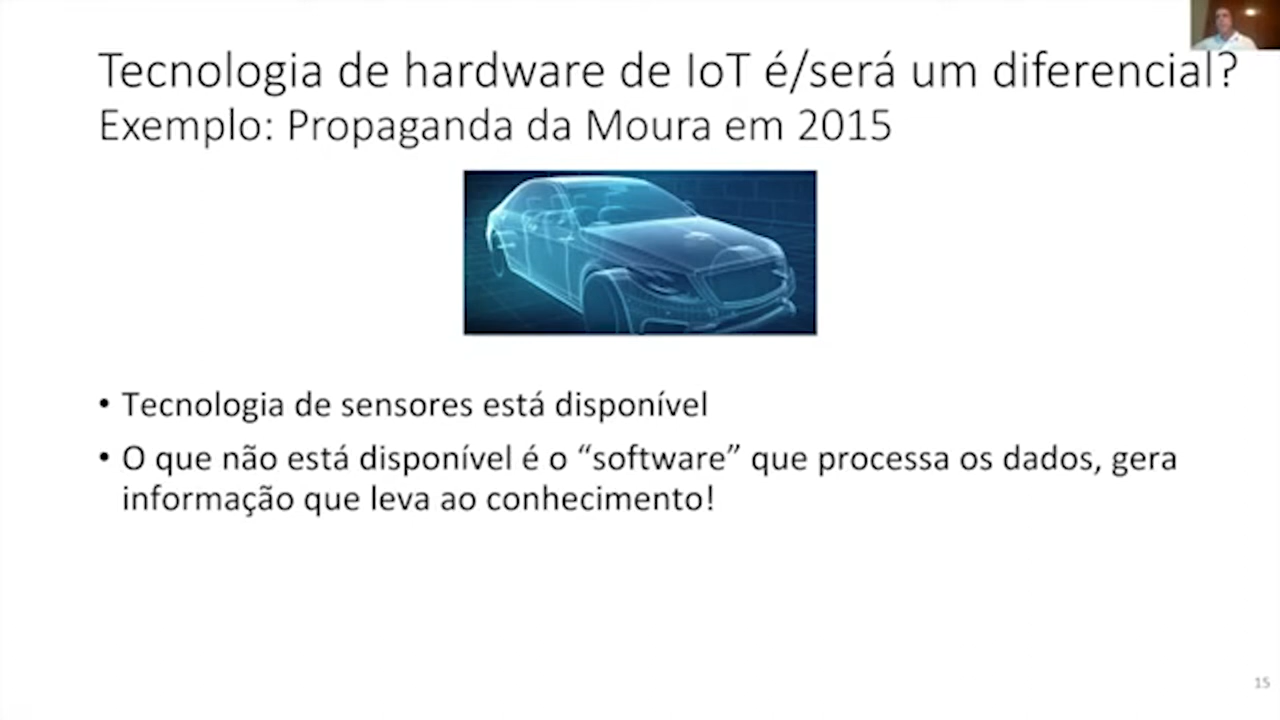 Tecnologia de hardware de IoT é/será um diferencial?
Exemplo: Propaganda da Moura em 2015
• Tecnologia de sensores está disponível
• O que não está disponível é o “software” que processa os dados, gera
informação que leva ao conhecimento!
15